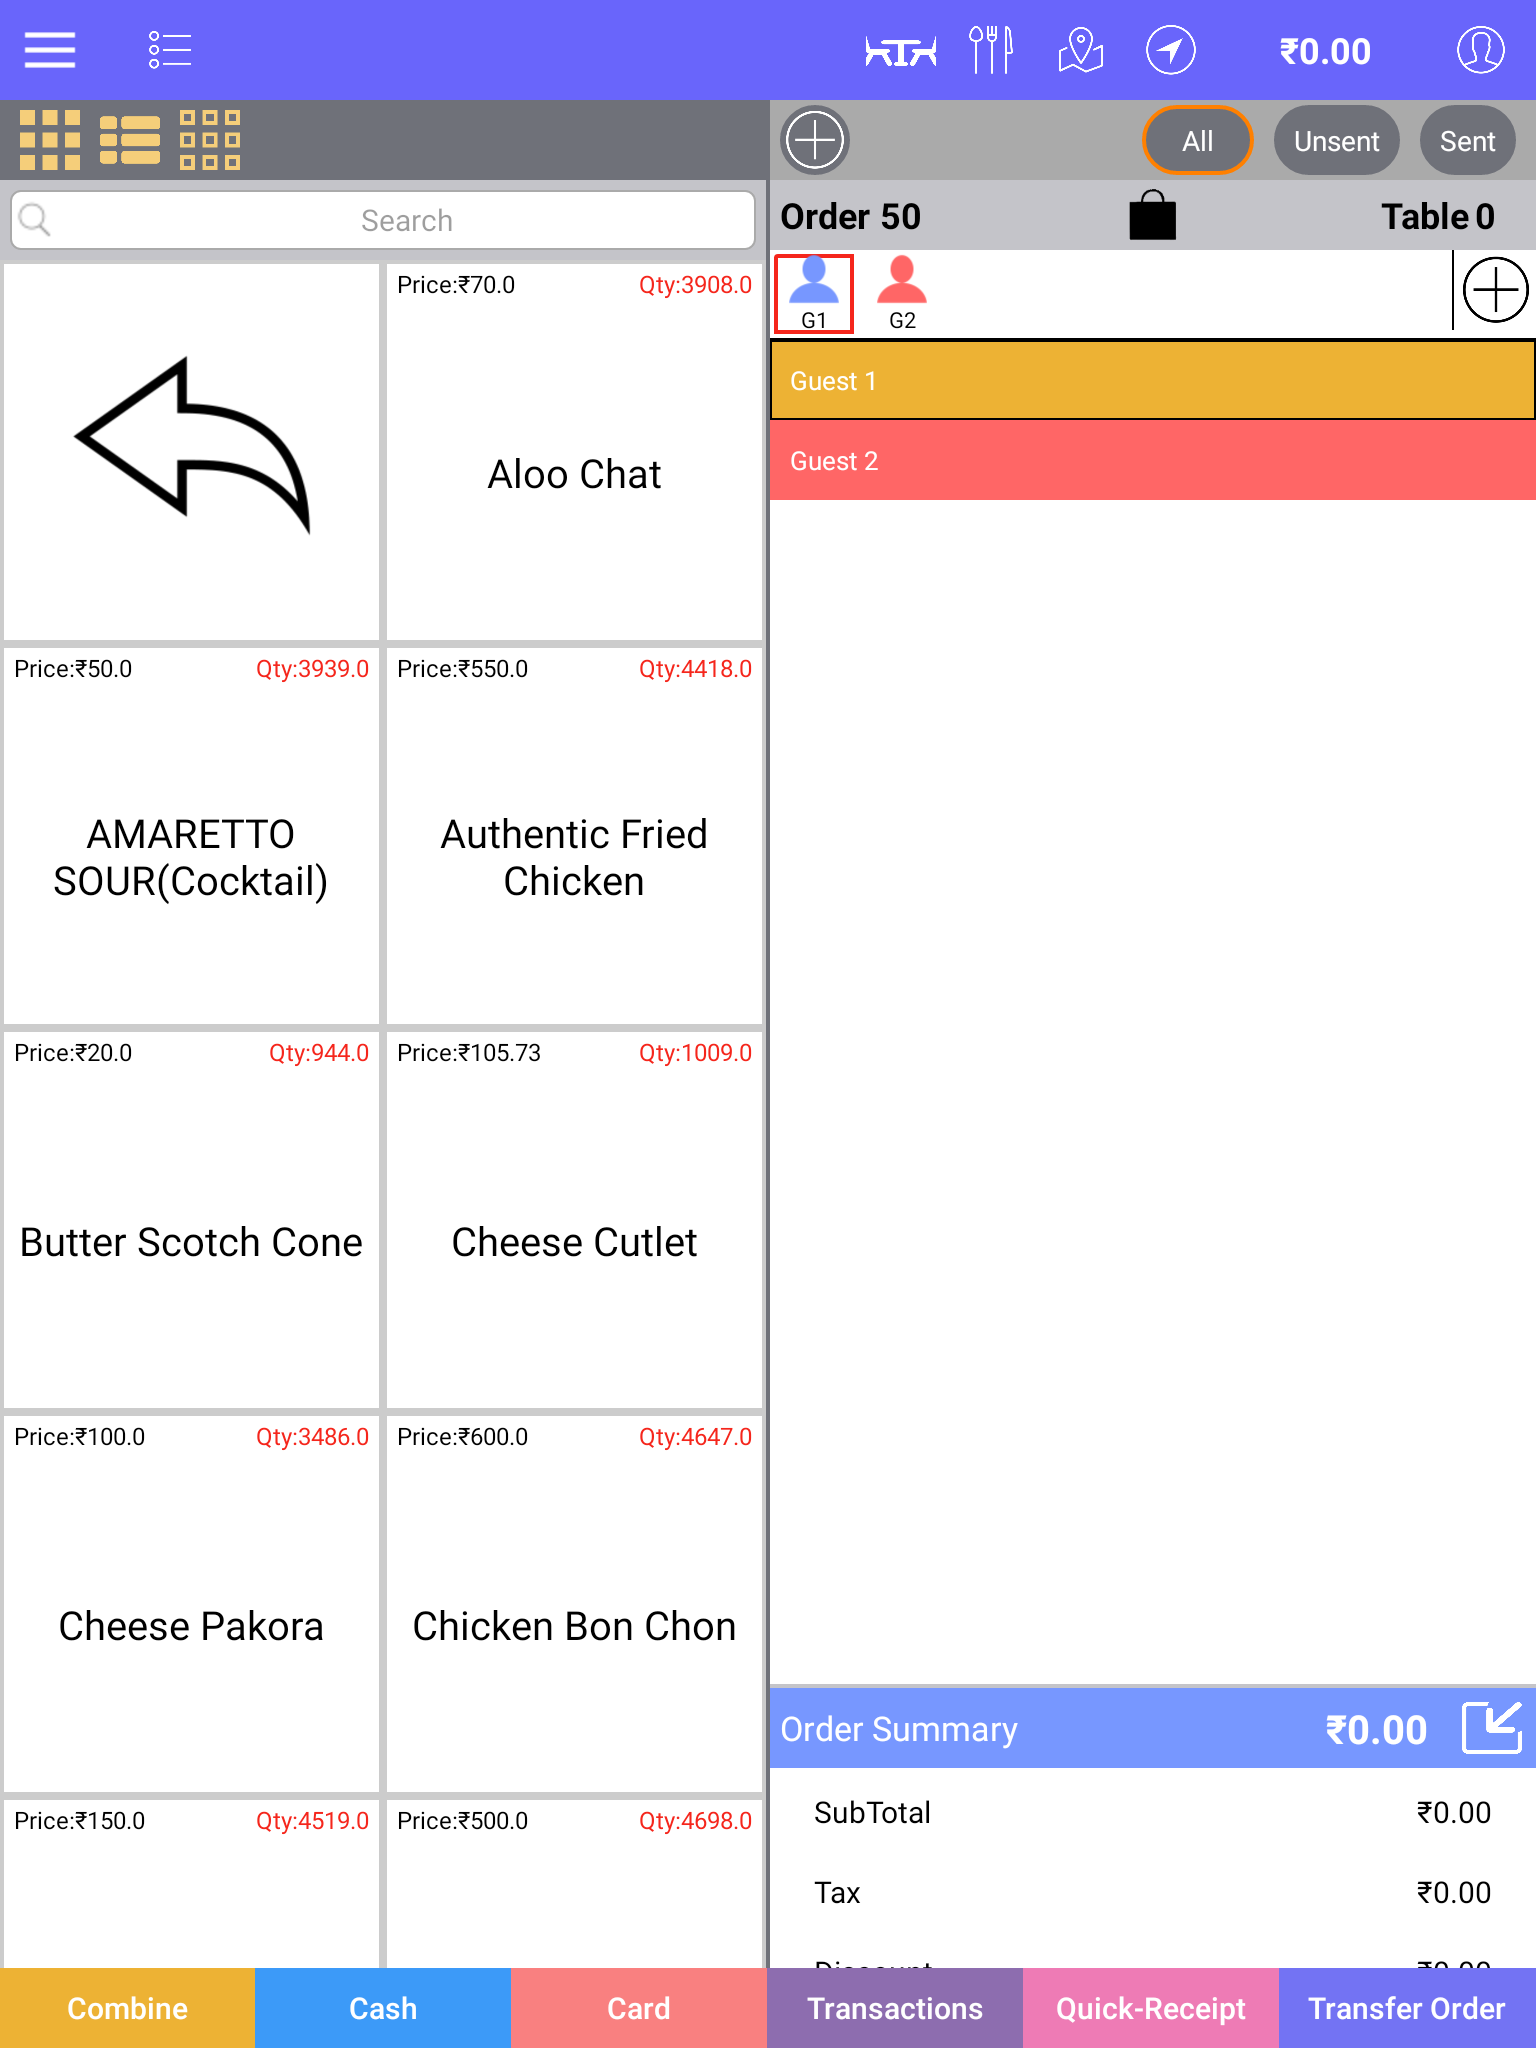 ₹0.00
All
Unsent
Sent
Search
Order 50
Table 0
G1
G2
Guest 1
Guest 2
Price:₹70.0
Qty:3908.0
Aloo Chat
Price:₹50.0
Qty:3939.0
AMARETTO
SOUR(Cocktail)
Price:₹550.0
Qty:4418.0
Authentic Fried
Chicken
Price:₹20.0
Qty:944.0
Butter Scotch Cone
Price:₹105.73
Qty:1009.0
Cheese Cutlet
Price:₹100.0
Qty:3486.0
Cheese Pakora
Price:₹600.0
Qty:4647.0
Chicken Bon Chon
Price:₹150.0
Qty:4519.0
Price:₹500.0
Qty:4698.0
Order Summary
₹0.00
SubTotal
₹0.00
Tax
₹0.00
Discount
₹0.00
Combine
Cash
Card
Transactions
Quick-Receipt
Transfer Order